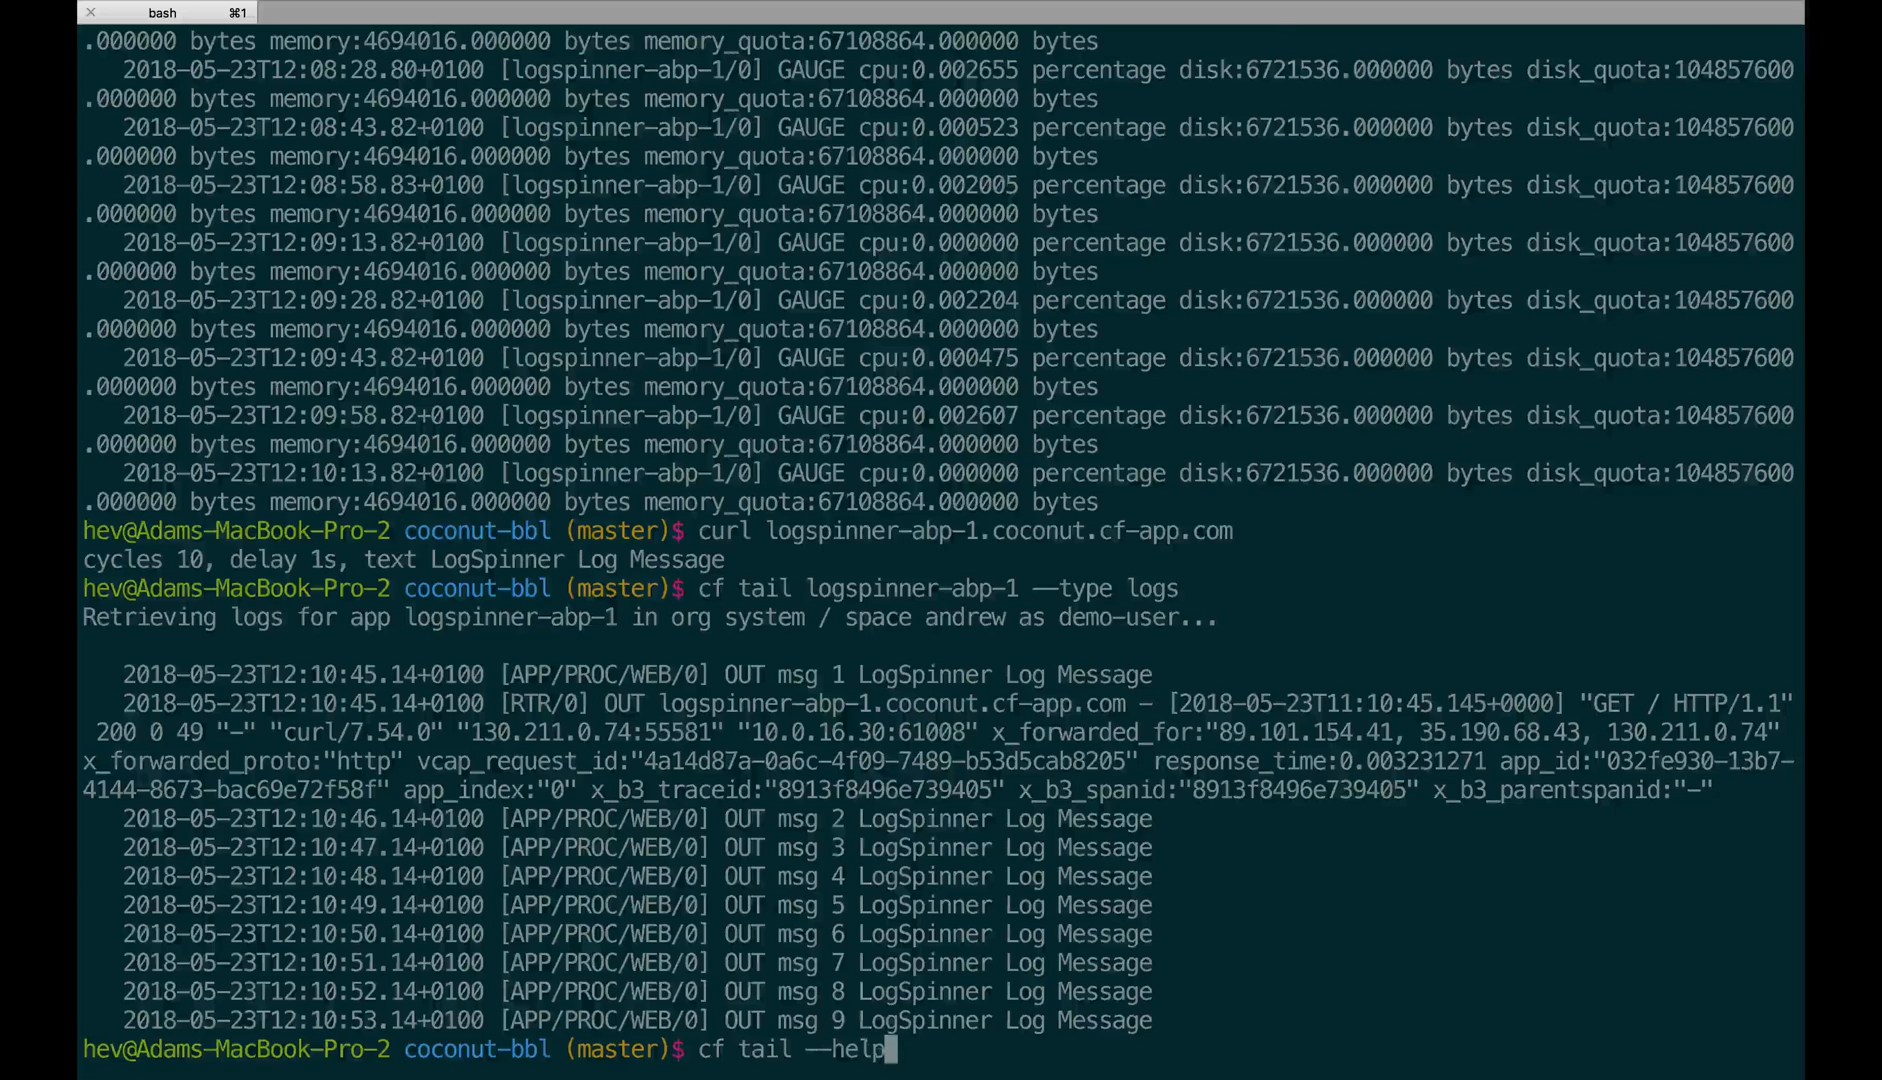 bash ⌘1
.000000 bytes memory:4694016.000000 bytes memory_quota:67108864.000000 bytes
2018-05-23T12:08:28.80+0100 [logspinner-abp-1/0] GAUGE cpu:0.002655 percentage disk:6721536.000000 bytes disk_quota:104857600
.000000 bytes memory:4694016.000000 bytes memory_quota:67108864.000000 bytes
2018-05-23T12:08:43.82+0100 [logspinner-abp-1/0] GAUGE cpu:0.000523 percentage disk:6721536.000000 bytes disk_quota:104857600
.000000 bytes memory:4694016.000000 bytes memory_quota:67108864.000000 bytes
2018-05-23T12:08:58.83+0100 [logspinner-abp-1/0] GAUGE cpu:0.002005 percentage disk:6721536.000000 bytes disk_quota:104857600
.000000 bytes memory:4694016.000000 bytes memory_quota:67108864.000000 bytes
2018-05-23T12:09:13.82+0100 [logspinner-abp-1/0] GAUGE cpu:0.000000 percentage disk:6721536.000000 bytes disk_quota:104857600
.000000 bytes memory:4694016.000000 bytes memory_quota:67108864.000000 bytes
2018-05-23T12:09:28.82+0100 [logspinner-abp-1/0] GAUGE cpu:0.002204 percentage disk:6721536.000000 bytes disk_quota:104857600
.000000 bytes memory:4694016.000000 bytes memory_quota:67108864.000000 bytes
2018-05-23T12:09:43.82+0100 [logspinner-abp-1/0] GAUGE cpu:0.000475 percentage disk:6721536.000000 bytes disk_quota:104857600
.000000 bytes memory:4694016.000000 bytes memory_quota:67108864.000000 bytes
2018-05-23T12:09:58.82+0100 [logspinner-abp-1/0] GAUGE cpu:0.002607 percentage disk:6721536.000000 bytes disk_quota:104857600
.000000 bytes memory:4694016.000000 bytes memory_quota:67108864.000000 bytes
2018-05-23T12:10:13.82+0100 [logspinner-abp-1/0] GAUGE cpu:0.000000 percentage disk:6721536.000000 bytes disk_quota:104857600
.000000 bytes memory:4694016.000000 bytes memory_quota:67108864.000000 bytes
hev@Adams-MacBook-Pro-2 coconut-bbl (master)$ curl logspinner-abp-1.coconut.cf-app.com
cycles 10, delay 1s, text LogSpinner Log Message
hev@Adams-MacBook-Pro-2 coconut-bbl (master)$ cf tail logspinner-abp-1 --type logs
Retrieving logs for app logspinner-abp-1 in org system / space andrew as demo-user...
2018-05-23T12:10:45.14+0100 [APP/PROC/WEB/0] OUT msg 1 LogSpinner Log Message
2018-05-23T12:10:45.14+0100 [RTR/0] OUT logspinner-abp-1.coconut.cf-app.com - [2018-05-23T11:10:45.145+0000] "GET / HTTP/1.1"
200 0 49 "-" "curl/7.54.0" "130.211.0.74:55581" "10.0.16.30:61008" x_forwarded_for:"89.101.154.41, 35.190.68.43, 130.211.0.74"
x_forwarded_proto:"http" vcap_request_id:"4a14d87a-0a6c-4f09-7489-b53d5cab8205" response_time:0.003231271 app_id:"032fe930-13b7-
4144-8673-bac69e72f58f" app_index:"0" x_b3_traceid:"8913f8496e739405" x_b3_spanid:"8913f8496e739405" x_b3_parentspanid:"-"
2018-05-23T12:10:46.14+0100 [APP/PROC/WEB/0] OUT msg 2 LogSpinner Log Message
2018-05-23T12:10:47.14+0100 [APP/PROC/WEB/0] OUT msg 3 LogSpinner Log Message
2018-05-23T12:10:48.14+0100 [APP/PROC/WEB/0] OUT msg 4 LogSpinner Log Message
2018-05-23T12:10:49.14+0100 [APP/PROC/WEB/0] OUT msg 5 LogSpinner Log Message
2018-05-23T12:10:50.14+0100 [APP/PROC/WEB/0] OUT msg 6 LogSpinner Log Message
2018-05-23T12:10:51.14+0100 [APP/PROC/WEB/0] OUT msg 7 LogSpinner Log Message
2018-05-23T12:10:52.14+0100 [APP/PROC/WEB/0] OUT msg 8 LogSpinner Log Message
2018-05-23T12:10:53.14+0100 [APP/PROC/WEB/0] OUT msg 9 LogSpinner Log Message
hev@Adams-MacBook-Pro-2 coconut-bbl (master)$ cf tail --help